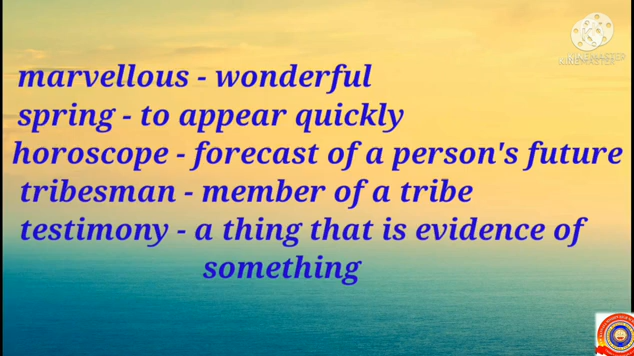 marvellous - wonderful
spring - to appear quickly
horoscope - forecast of a person's future
tribesman - member of a tribe
testimony - a thing that is evidence of
something